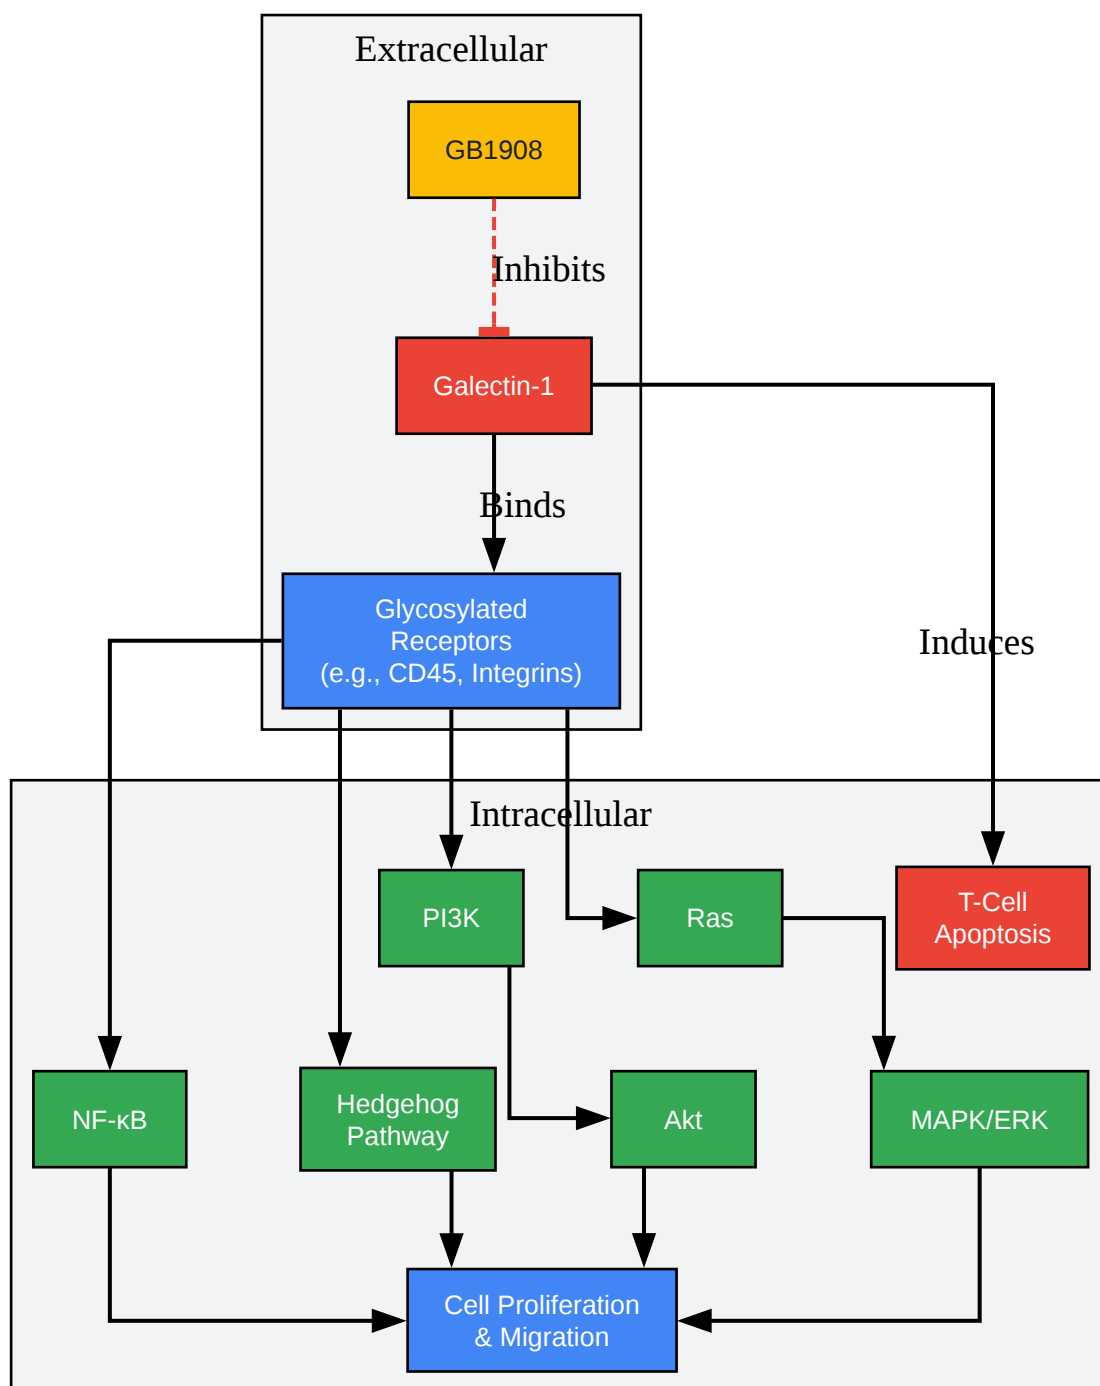 Extracellular
GB1908
Inhibits
Galectin-1
Binds
Glycosylated
Receptors
(e.g., CD45, Integrins)
Induces
Intracellular
PI3K
Ras
T-Cell
Apoptosis
NF-κB
Hedgehog
Pathway
Akt
MAPK/ERK
Cell Proliferation
& Migration